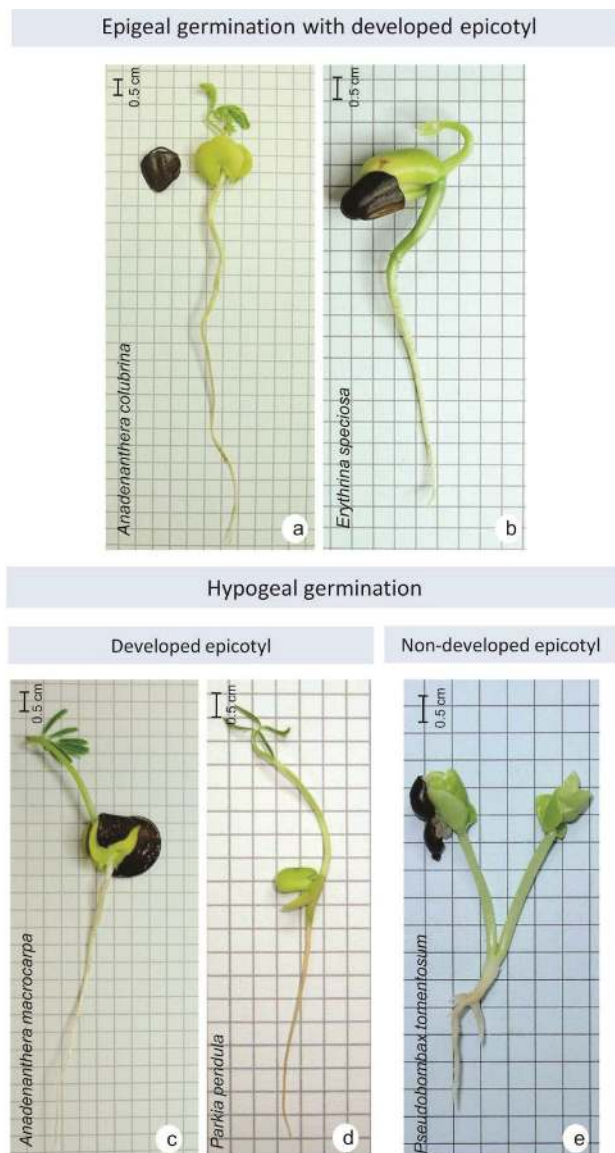 Epigeal germination with developed epicotyl
0.5 cm
Anadenanthera colubrina
a
0.5 cm
Erythrina speciosa
b
Hypogeal germination
Developed epicotyl
Non-developed epicotyl
0.5 cm
Anadenanthera macrocarpa
c
0.5 cm
Parkia pendula
d
0.5 cm
Pseudobombax tomentosum
e